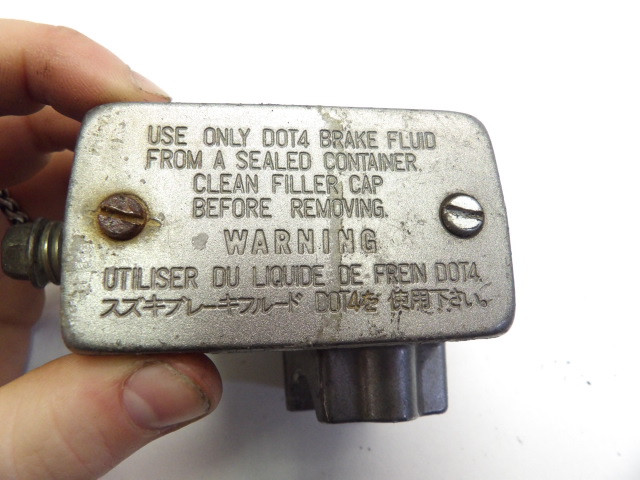 USE ONLY DOT4 BRAKE FLUID
FROM A SEALED CONTAINER.
CLEAN FILLER CAP
BEFORE REMOVING.
WARNING
UTILISER DU LIQUIDE DE FREIN DOT4.
スズキブレーキフルード DOT4を 使用下さい。